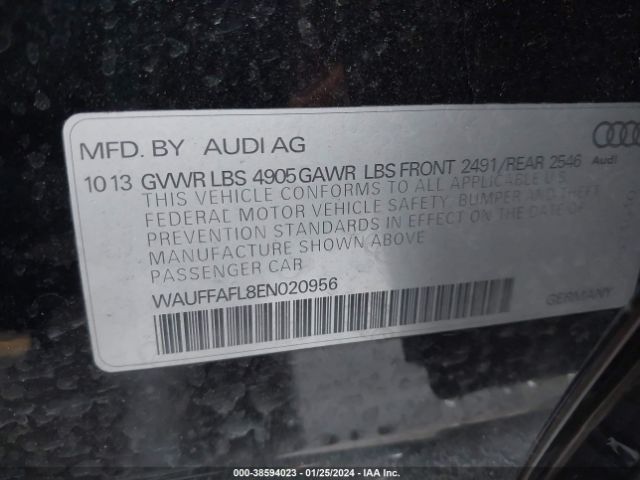 MFD. BY AUDI AG
10 13 GVWR LBS 4905 GAWR LBS FRONT 2491/REAR 2546
Audi
THIS VEHICLE CONFORMS TO ALL APPLICABLE U.S.
FEDERAL MOTOR VEHICLE SAFETY, BUMPER AND THEFT
PREVENTION STANDARDS IN EFFECT ON THE DATE OF
MANUFACTURE SHOWN ABOVE
PASSENGER CAR
WAUFFAFL8EN020956
GERMANY
000-38594023 - 01/25/2024 - IAA Inc.